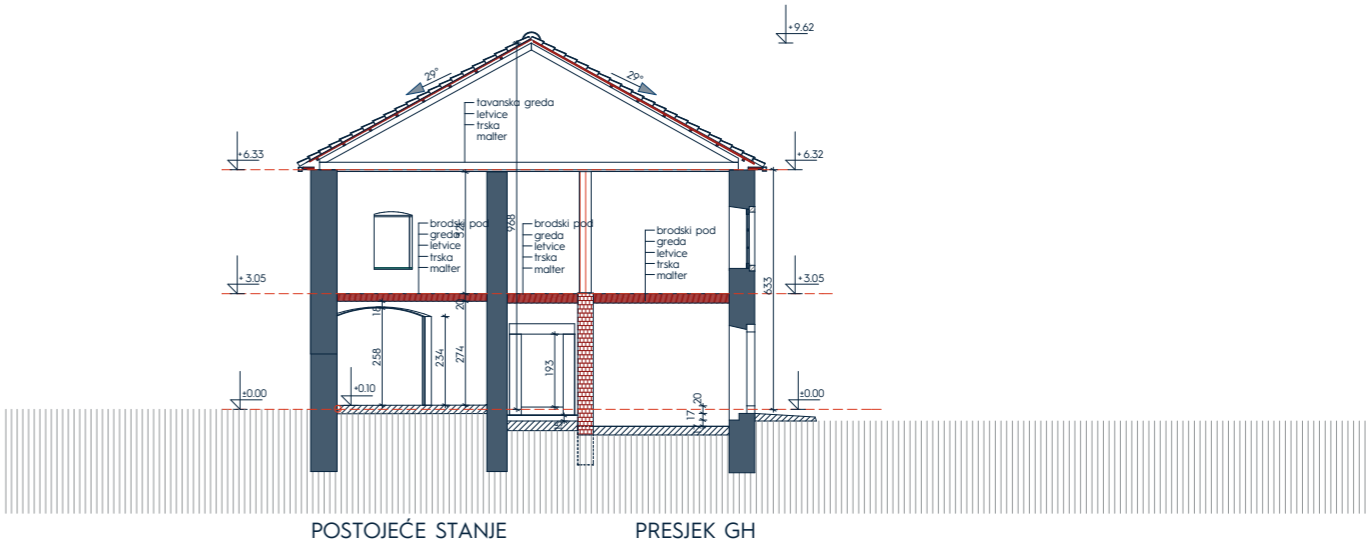 +9.62
29°
29°
tavanska greda
letvice
trska
malter
+6.33
+6.32
brodski pod
greda
letvice
trska
malter
brodski pod
greda
letvice
trska
malter
brodski pod
greda
letvice
trska
malter
968
+3.05
+3.05
633
18
20
258
234
274
193
+0.10
±0.00
±0.00
20
17
POSTOJEĆE STANJE
PRESJEK GH